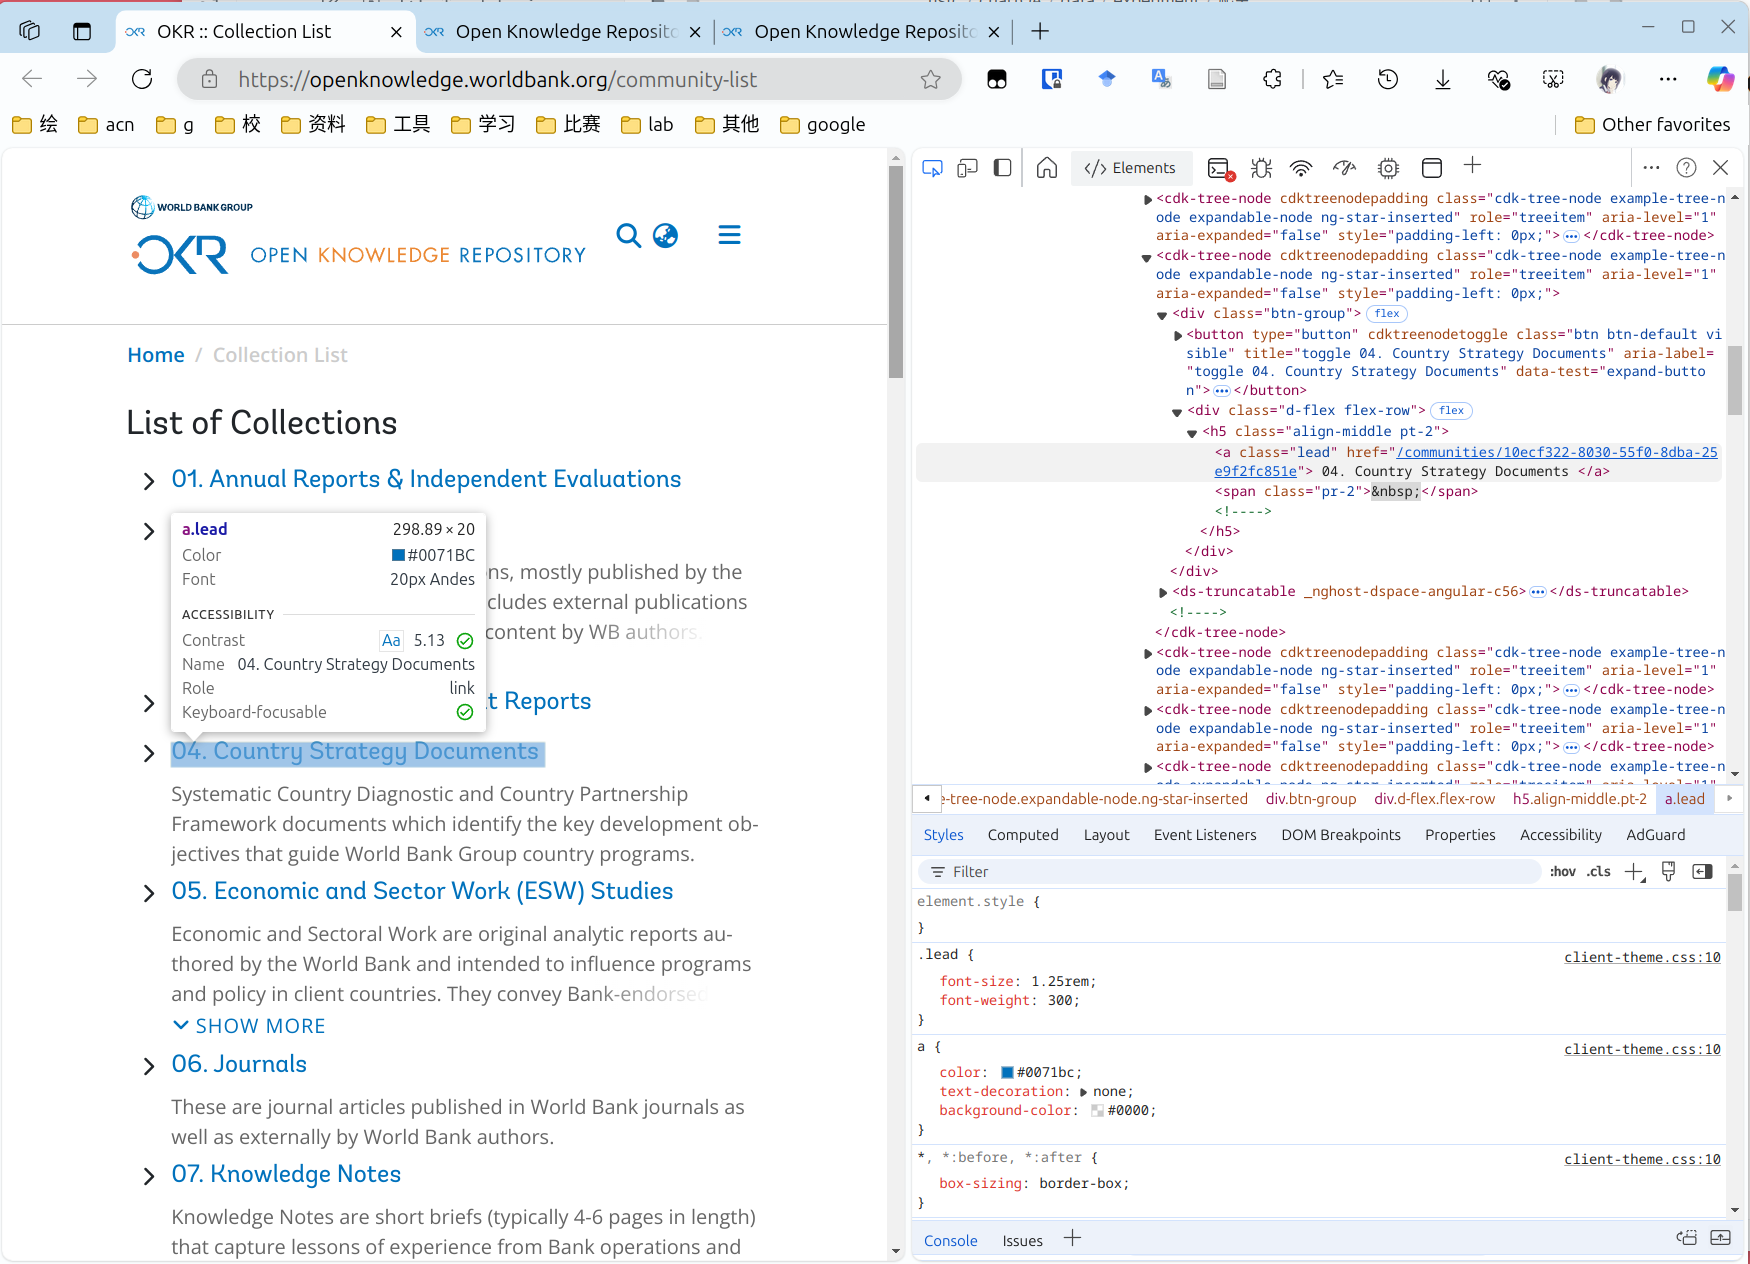 OKR :: Collection List
Open Knowledge Reposito
Open Knowledge Reposito
https://openknowledge.worldbank.org/community-list
绘
acn
g
校
资料
工具
学习
比赛
lab
其他
google
Other favorites
WORLD BANK GROUP
OKR OPEN KNOWLEDGE REPOSITORY
Home / Collection List
List of Collections
01. Annual Reports & Independent Evaluations
a.lead 298.89 × 20
Color #0071BC
Font 20px Andes
ACCESSIBILITY
Contrast Aa 5.13
Name 04. Country Strategy Documents
Role link
Keyboard-focusable
ns, mostly published by the
cludes external publications
content by WB authors.
t Reports
04. Country Strategy Documents
Systematic Country Diagnostic and Country Partnership
Framework documents which identify the key development ob-
jectives that guide World Bank Group country programs.
05. Economic and Sector Work (ESW) Studies
Economic and Sectoral Work are original analytic reports au-
thored by the World Bank and intended to influence programs
and policy in client countries. They convey Bank-endorsed
SHOW MORE
06. Journals
These are journal articles published in World Bank journals as
well as externally by World Bank authors.
07. Knowledge Notes
Knowledge Notes are short briefs (typically 4-6 pages in length)
that capture lessons of experience from Bank operations and
</> Elements
<cdk-tree-node cdktreenodepadding class="cdk-tree-node example-tree-n
ode expandable-node ng-star-inserted" role="treeitem" aria-level="1"
aria-expanded="false" style="padding-left: 0px;"> ··· </cdk-tree-node>
<cdk-tree-node cdktreenodepadding class="cdk-tree-node example-tree-n
ode expandable-node ng-star-inserted" role="treeitem" aria-level="1"
aria-expanded="false" style="padding-left: 0px;">
<div class="btn-group"> flex
<button type="button" cdktreenodetoggle class="btn btn-default vi
sible" title="toggle 04. Country Strategy Documents" aria-label=
"toggle 04. Country Strategy Documents" data-test="expand-butto
n"> ··· </button>
<div class="d-flex flex-row"> flex
<h5 class="align-middle pt-2">
<a class="lead" href="/communities/10ecf322-8030-55f0-8dba-25
e9f2fc851e"> 04. Country Strategy Documents </a>
<span class="pr-2">&nbsp;</span>
<!---->
</h5>
</div>
</div>
<ds-truncatable _nghost-dspace-angular-c56> ··· </ds-truncatable>
<!---->
</cdk-tree-node>
<cdk-tree-node cdktreenodepadding class="cdk-tree-node example-tree-n
ode expandable-node ng-star-inserted" role="treeitem" aria-level="1"
aria-expanded="false" style="padding-left: 0px;"> ··· </cdk-tree-node>
<cdk-tree-node cdktreenodepadding class="cdk-tree-node example-tree-n
ode expandable-node ng-star-inserted" role="treeitem" aria-level="1"
aria-expanded="false" style="padding-left: 0px;"> ··· </cdk-tree-node>
<cdk-tree-node cdktreenodepadding class="cdk-tree-node example-tree-n
e-tree-node.expandable-node.ng-star-inserted div.btn-group div.d-flex.flex-row h5.align-middle.pt-2 a.lead
Styles Computed Layout Event Listeners DOM Breakpoints Properties Accessibility AdGuard
Filter :hov .cls
element.style {
}
.lead { client-theme.css:10
font-size: 1.25rem;
font-weight: 300;
}
a { client-theme.css:10
color: #0071bc;
text-decoration: none;
background-color: #0000;
}
*, *:before, *:after { client-theme.css:10
box-sizing: border-box;
}
Console Issues